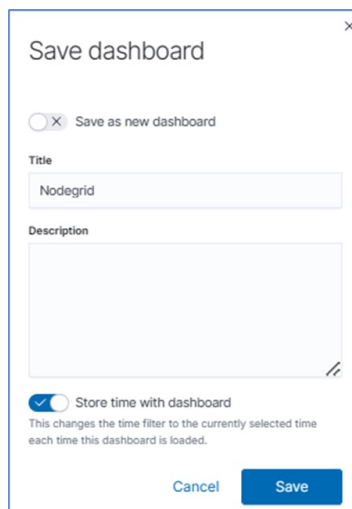 Save dashboard
Save as new dashboard
Title
Nodegrid
Description
Store time with dashboard
This changes the time filter to the currently selected time
each time this dashboard is loaded.
Cancel
Save